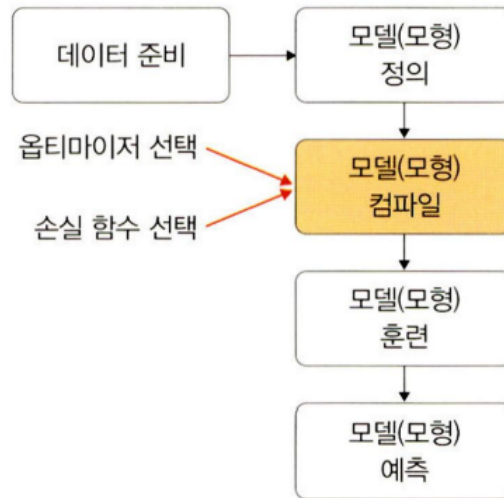 데이터 준비
모델(모형)
정의
옵티마이저 선택
손실 함수 선택
모델(모형)
컴파일
모델(모형)
훈련
모델(모형)
예측